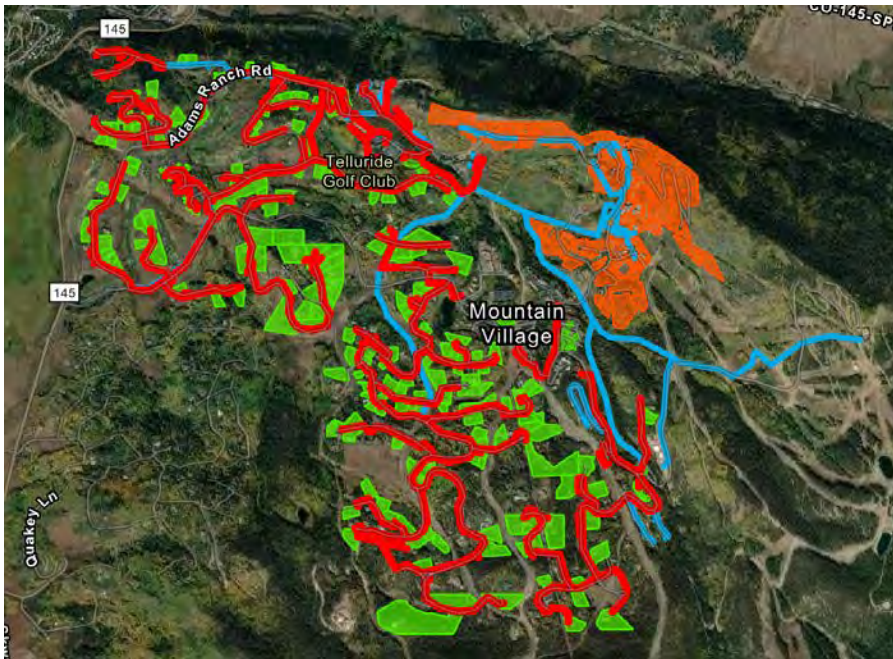 145
CO-145-SP
Adams Ranch Rd
Telluride
Golf Club
145
Mountain
Village
Quakey Ln